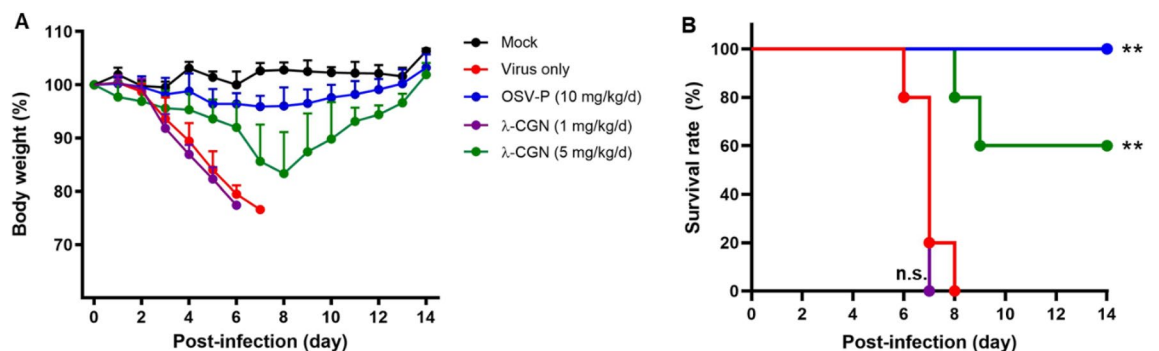 A
Body weight (%)
110
100
90
80
70
0 2 4 6 8 10 12 14
Post-infection (day)
Mock
Virus only
OSV-P (10 mg/kg/d)
λ-CGN (1 mg/kg/d)
λ-CGN (5 mg/kg/d)
B
Survival rate (%)
100
80
60
40
20
0
**
**
n.s.
0 2 4 6 8 10 12 14
Post-infection (day)